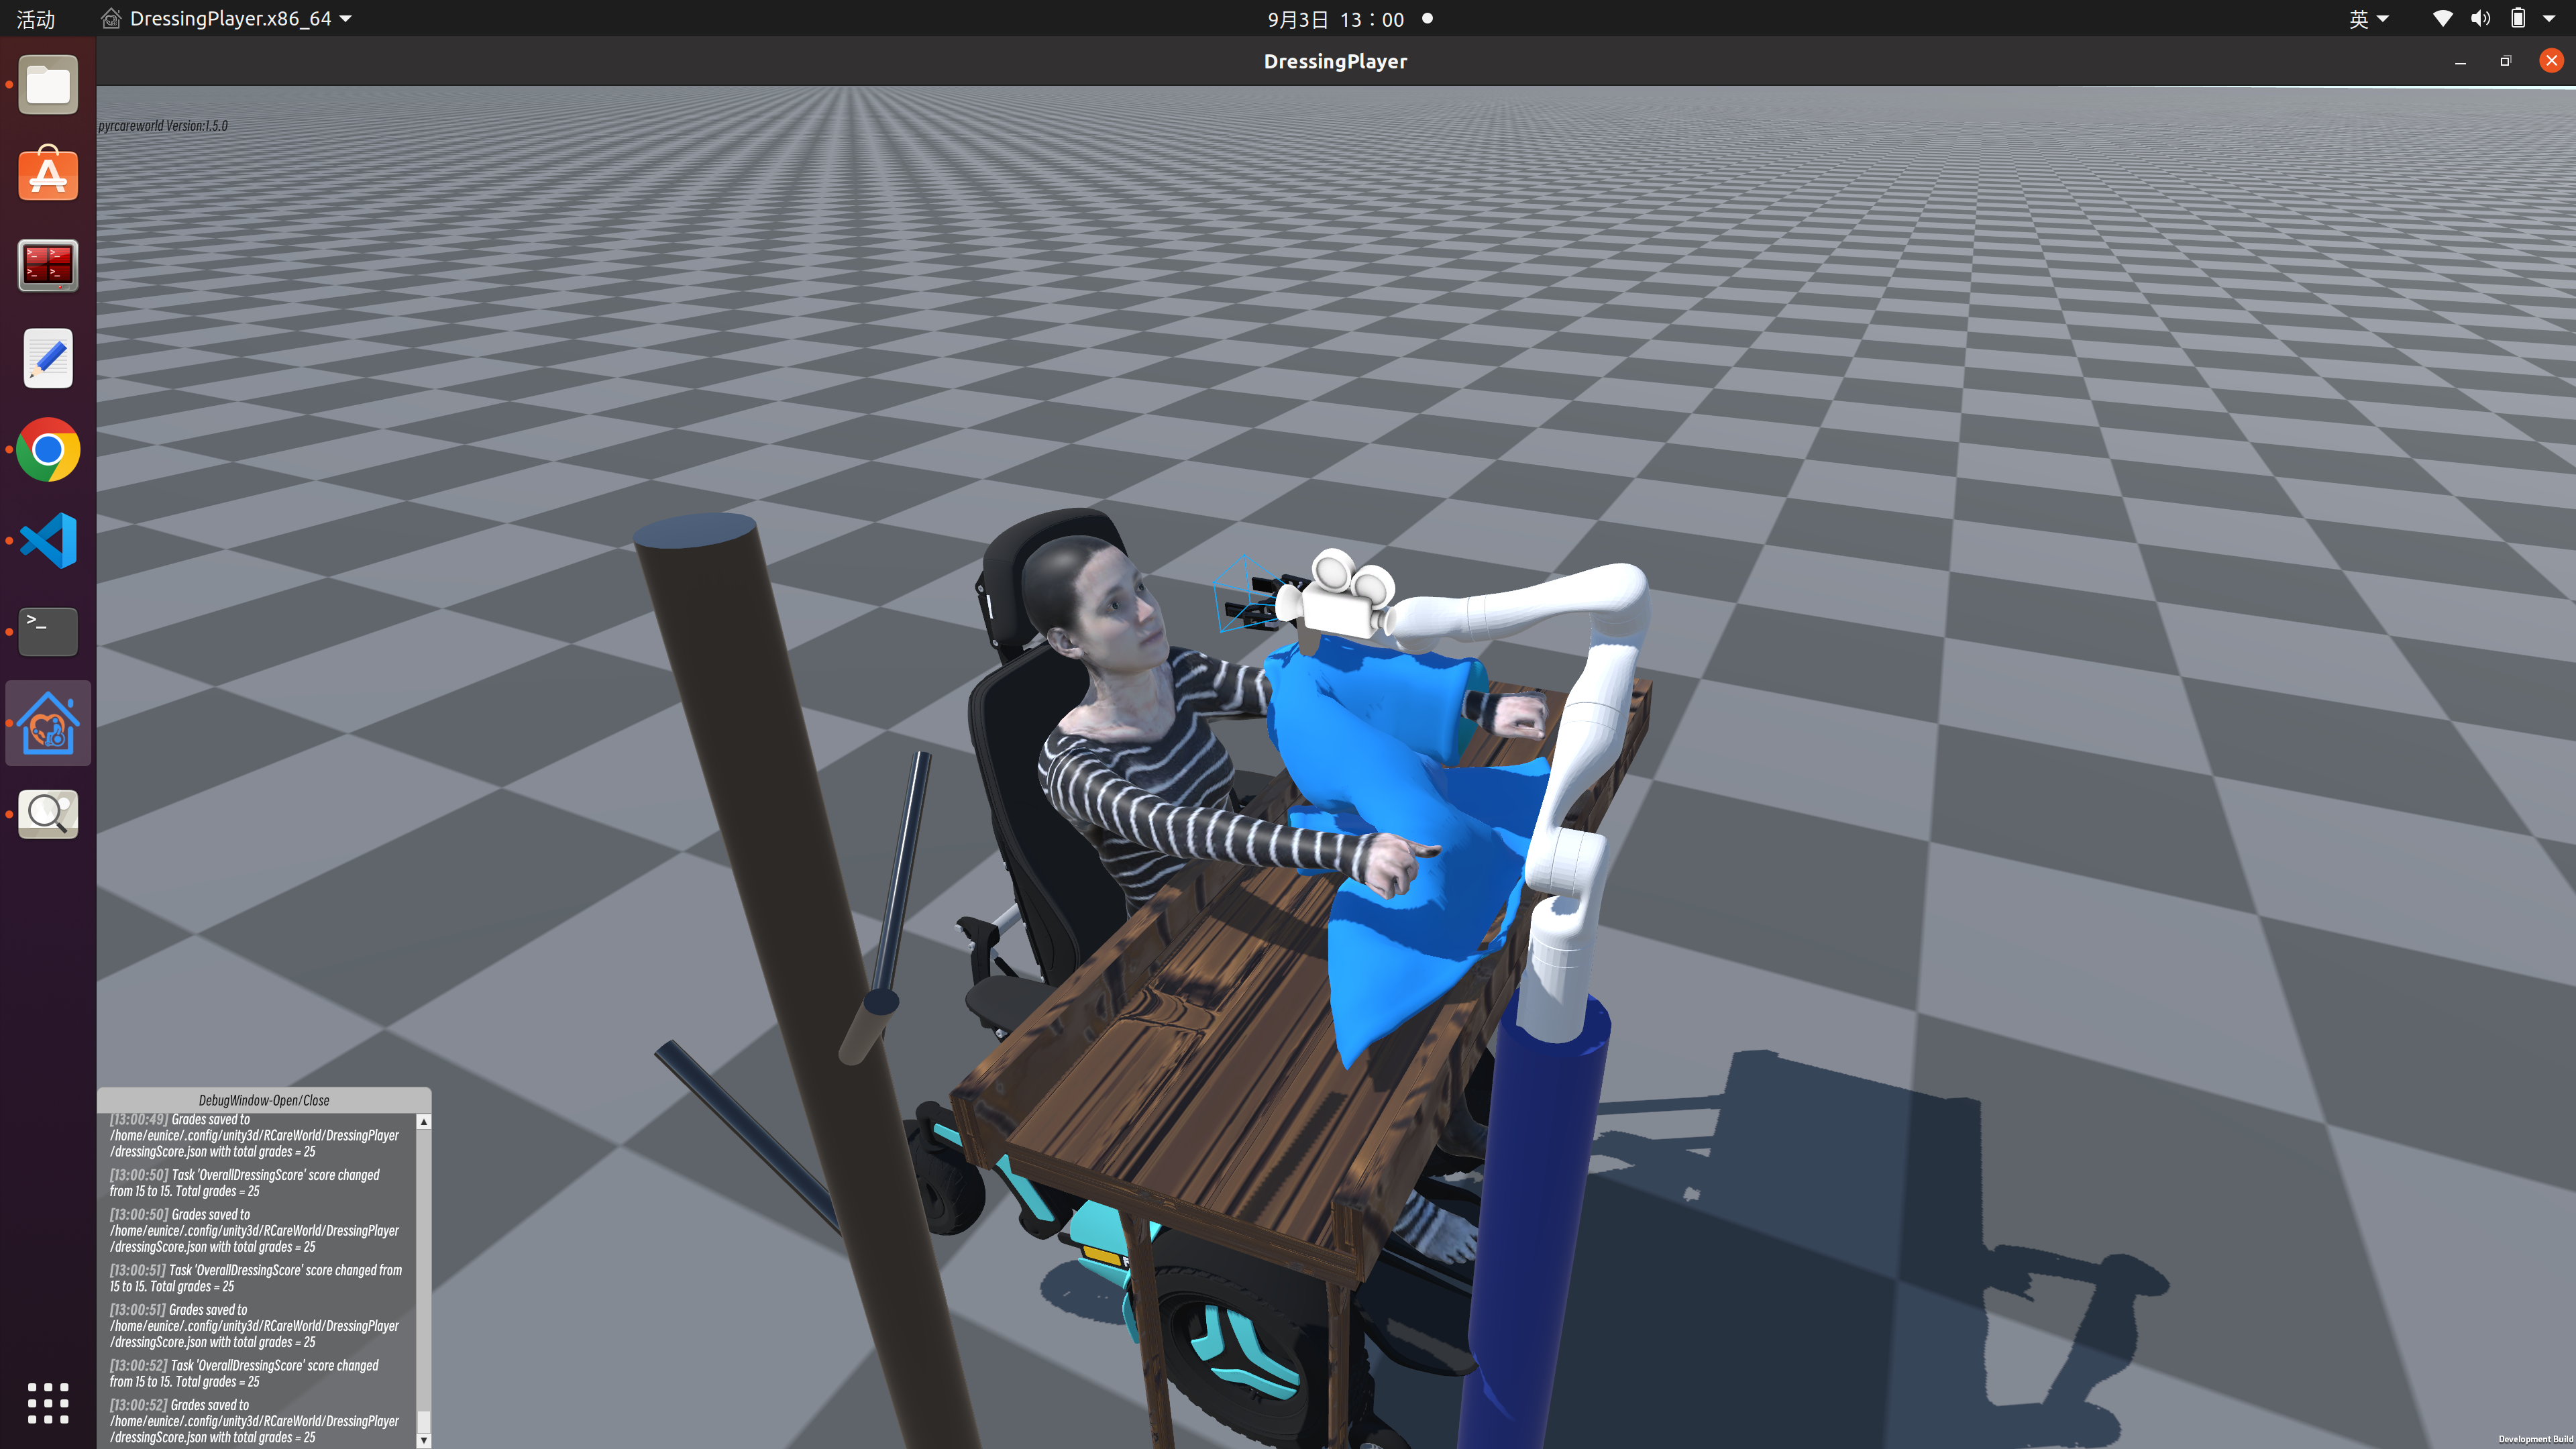 活动
DressingPlayer.x86_64
9月3日 13：00
英
DressingPlayer
pyrcareworld Version:1.5.0
>_
DebugWindow-Open/Close
[13:00:49] Grades saved to
/home/eunice/.config/unity3d/RCareWorld/DressingPlayer
/dressingScore.json with total grades = 25
[13:00:50] Task 'OverallDressingScore' score changed
from 15 to 15. Total grades = 25
[13:00:50] Grades saved to
/home/eunice/.config/unity3d/RCareWorld/DressingPlayer
/dressingScore.json with total grades = 25
[13:00:51] Task 'OverallDressingScore' score changed from
15 to 15. Total grades = 25
[13:00:51] Grades saved to
/home/eunice/.config/unity3d/RCareWorld/DressingPlayer
/dressingScore.json with total grades = 25
[13:00:52] Task 'OverallDressingScore' score changed
from 15 to 15. Total grades = 25
[13:00:52] Grades saved to
/home/eunice/.config/unity3d/RCareWorld/DressingPlayer
/dressingScore.json with total grades = 25
Development Build